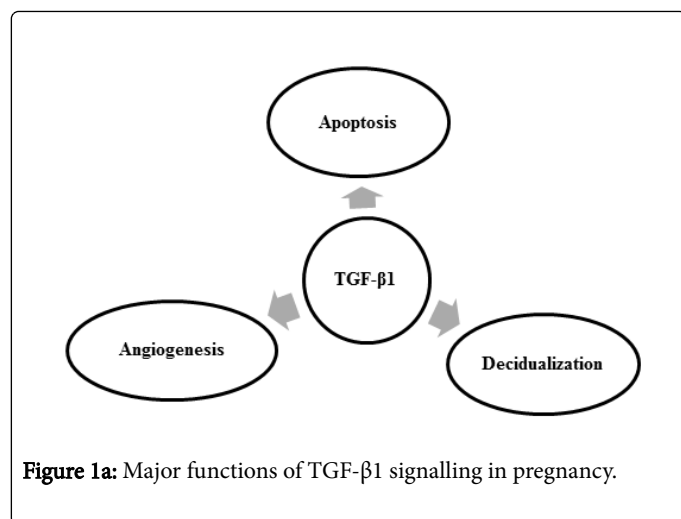 Apoptosis
TGF-β1
Angiogenesis
Decidualization
Figure 1a: Major functions of TGF-β1 signalling in pregnancy.